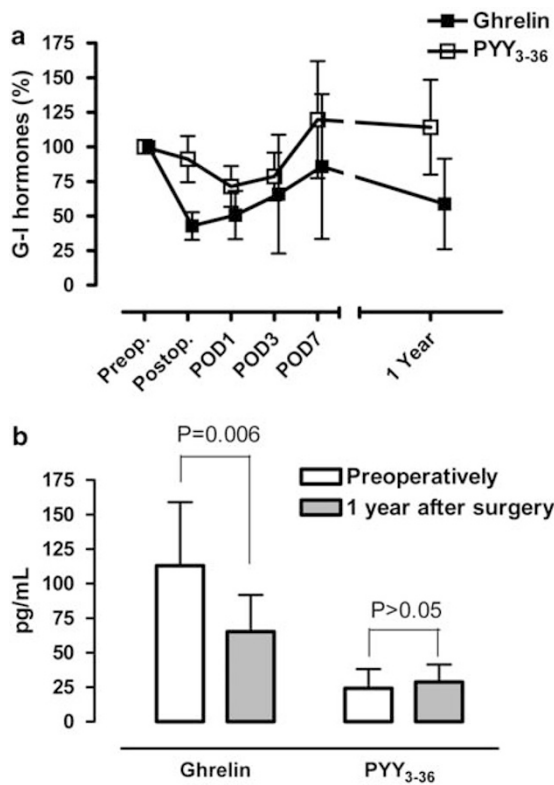 a
Ghrelin
PYY3-36
G-I hormones (%)
175
150
125
100
75
50
25
0
Preop.
Postop.
POD1
POD3
POD7
1 Year
b
P=0.006
Preoperatively
1 year after surgery
pg/mL
175
150
125
100
75
50
25
0
P>0.05
Ghrelin
PYY3-36